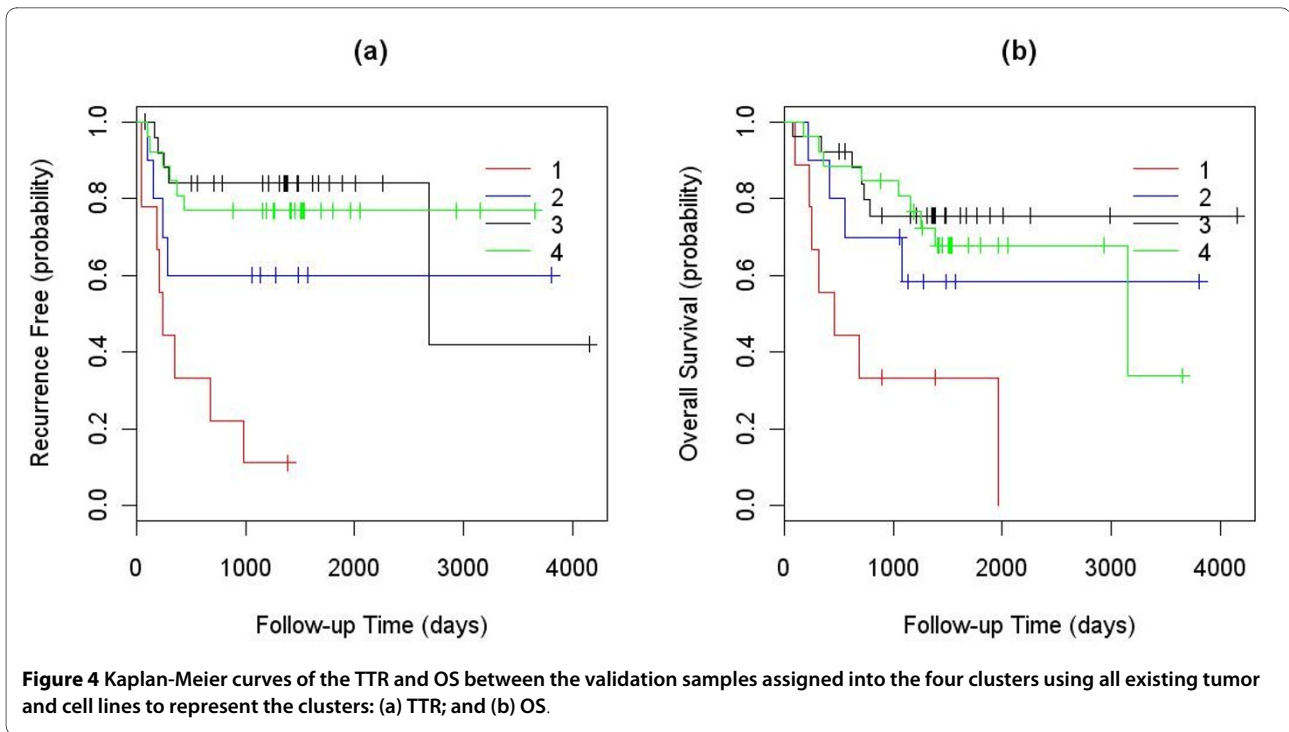 (a)
Recurrence Free (probability)
1.0
0.8
0.6
0.4
0.2
0.0
1
2
3
4
0 1000 2000 3000 4000
Follow-up Time (days)
(b)
Overall Survival (probability)
1.0
0.8
0.6
0.4
0.2
0.0
1
2
3
4
0 1000 2000 3000 4000
Follow-up Time (days)
Figure 4 Kaplan-Meier curves of the TTR and OS between the validation samples assigned into the four clusters using all existing tumor
and cell lines to represent the clusters: (a) TTR; and (b) OS.